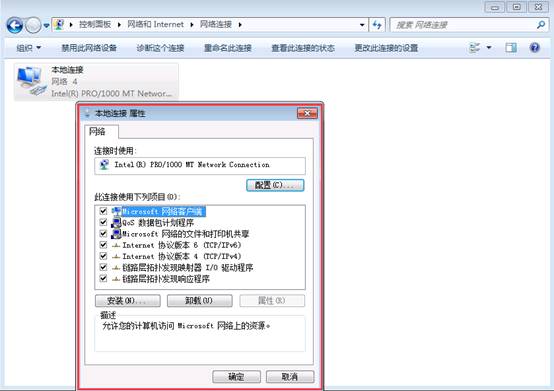 控制面板 ▸ 网络和 Internet ▸ 网络连接 ▸
搜索 网络连接
组织 禁用此网络设备 诊断这个连接 重命名此连接 查看此连接的状态 更改此连接的设置
本地连接
网络 4
Intel(R) PRO/1000 MT Networ...
本地连接 属性
网络
连接时使用:
Intel(R) PRO/1000 MT Network Connection
配置(C)...
此连接使用下列项目(O):
Microsoft 网络客户端
QoS 数据包计划程序
Microsoft 网络的文件和打印机共享
Internet 协议版本 6 (TCP/IPv6)
Internet 协议版本 4 (TCP/IPv4)
链路层拓扑发现映射器 I/O 驱动程序
链路层拓扑发现响应程序
安装(N)... 卸载(U) 属性(R)
描述
允许您的计算机访问 Microsoft 网络上的资源。
确定 取消